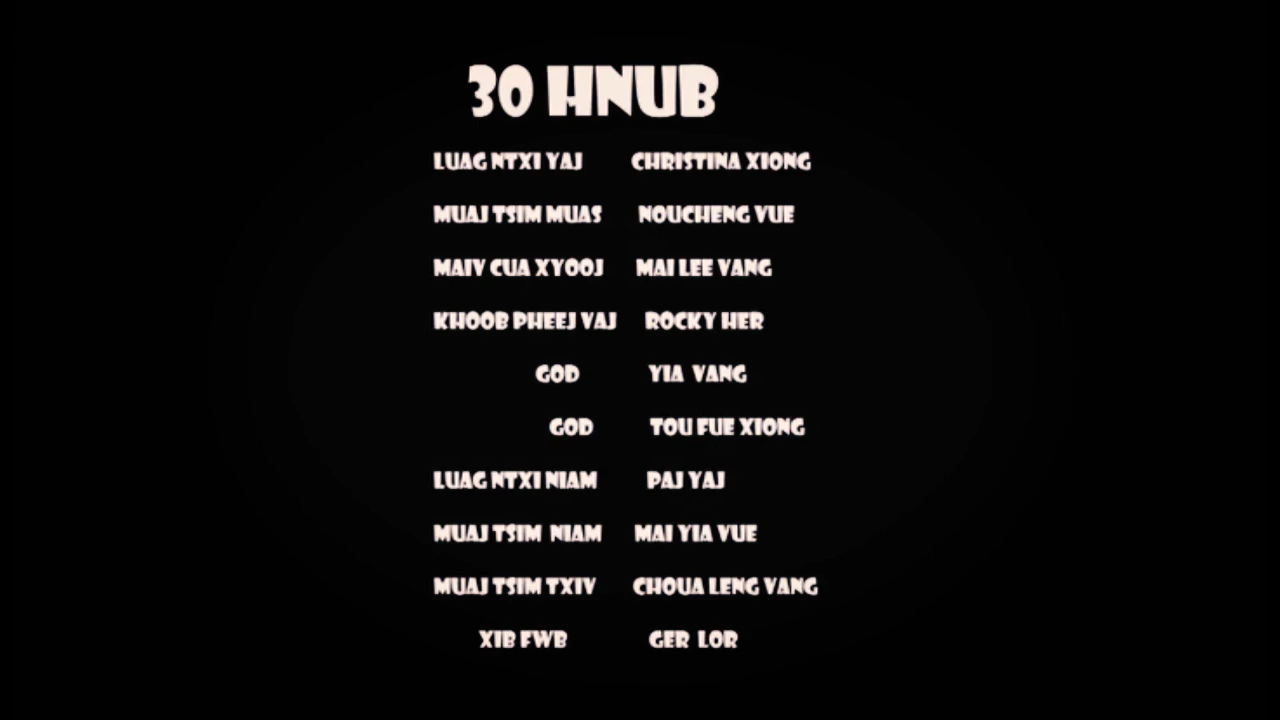 30 HNUB
LUAG NTXI YAJ CHRISTINA XIONG
MUAJ TSIM MUAS NOUCHENG VUE
MAIV CUA XYOOJ MAI LEE VANG
KHOOB PHEEJ VAJ ROCKY HER
GOD YIA VANG
GOD TOU FUE XIONG
LUAG NTXI NIAM PAJ YAJ
MUAJ TSIM NIAM MAI YIA VUE
MUAJ TSIM TXIV CHOUA LENG VANG
XIB FWB GER LOR